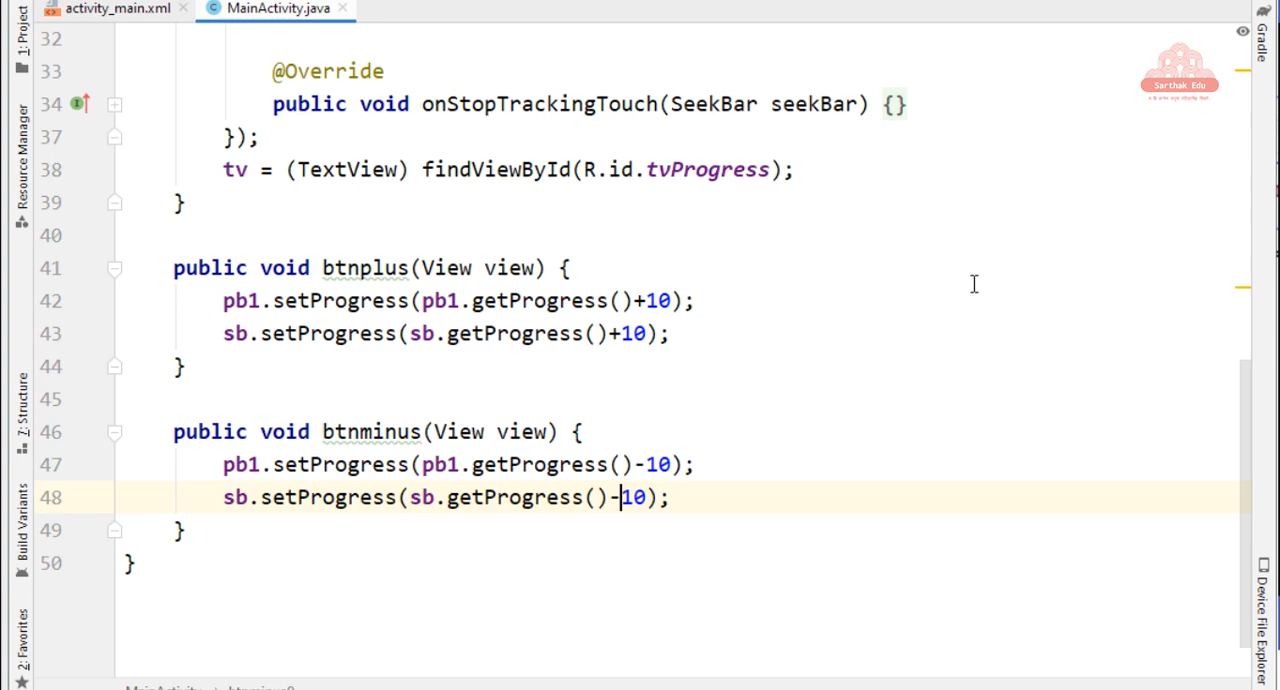 activity_main.xml
MainActivity.java
1: Project
Resource Manager
7: Structure
Build Variants
2: Favorites
Gradle
Device File Explorer
Sarthak Edu
32
33 @Override
34 public void onStopTrackingTouch(SeekBar seekBar) {}
37 });
38 tv = (TextView) findViewById(R.id.tvProgress);
39 }
40
41 public void btnplus(View view) {
42 pb1.setProgress(pb1.getProgress()+10);
43 sb.setProgress(sb.getProgress()+10);
44 }
45
46 public void btnminus(View view) {
47 pb1.setProgress(pb1.getProgress()-10);
48 sb.setProgress(sb.getProgress()-10);
49 }
50 }